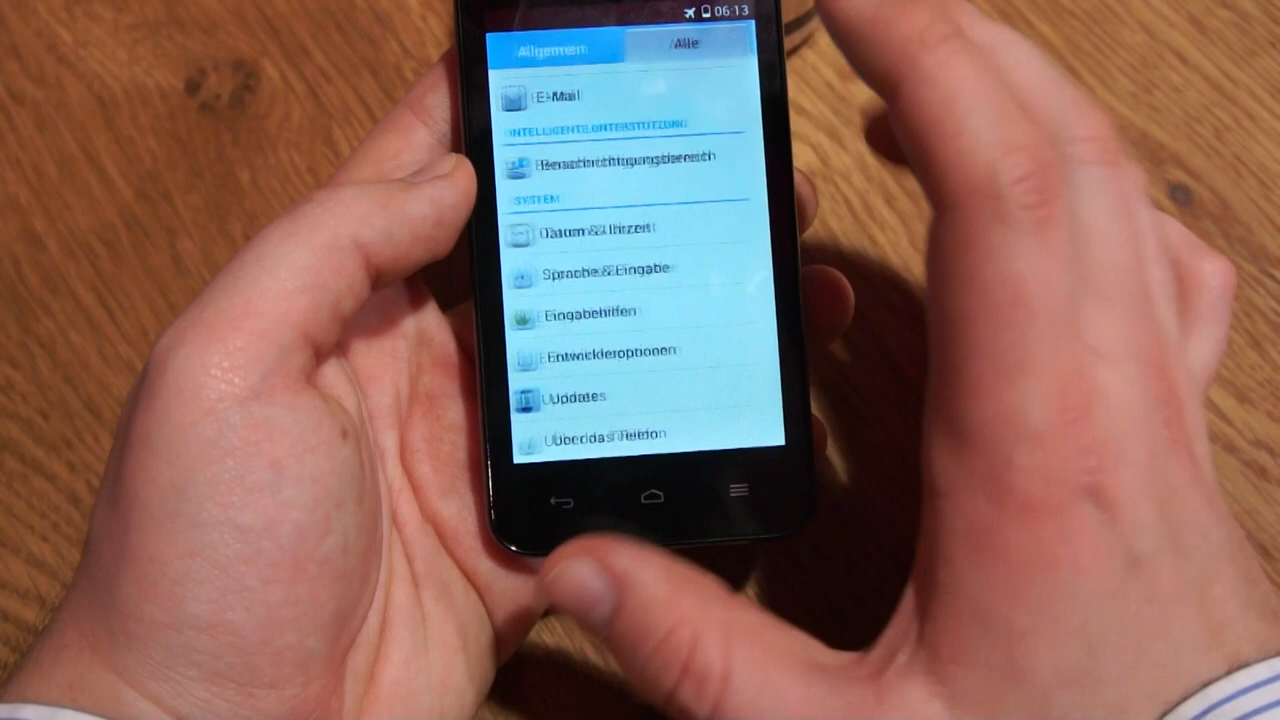 06:13
Allgemein
Alle
E-Mail
INTELLIGENTE UNTERSTÜTZUNG
Benachrichtigungsbereich
SYSTEM
Datum & Uhrzeit
Sprache & Eingabe
Eingabehilfen
Entwickleroptionen
Updates
Über das Telefon